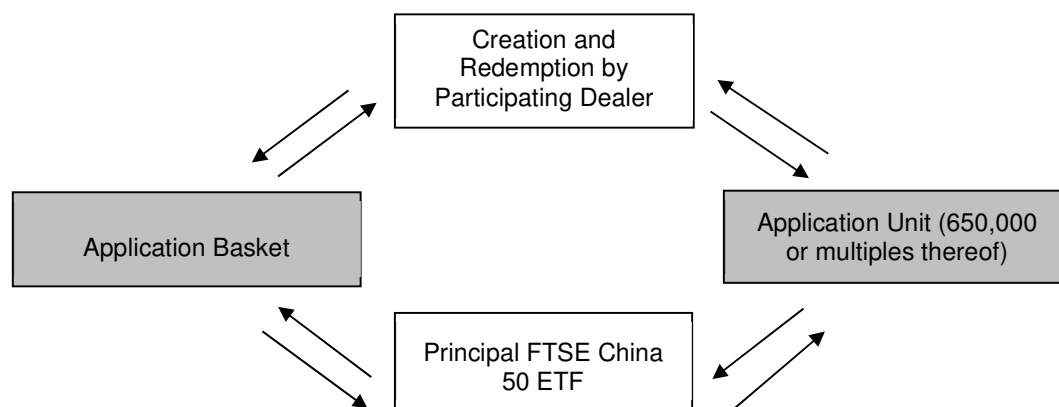 Creation and
Redemption by
Participating Dealer
Application Basket
Application Unit (650,000
or multiples thereof)
Principal FTSE China
50 ETF